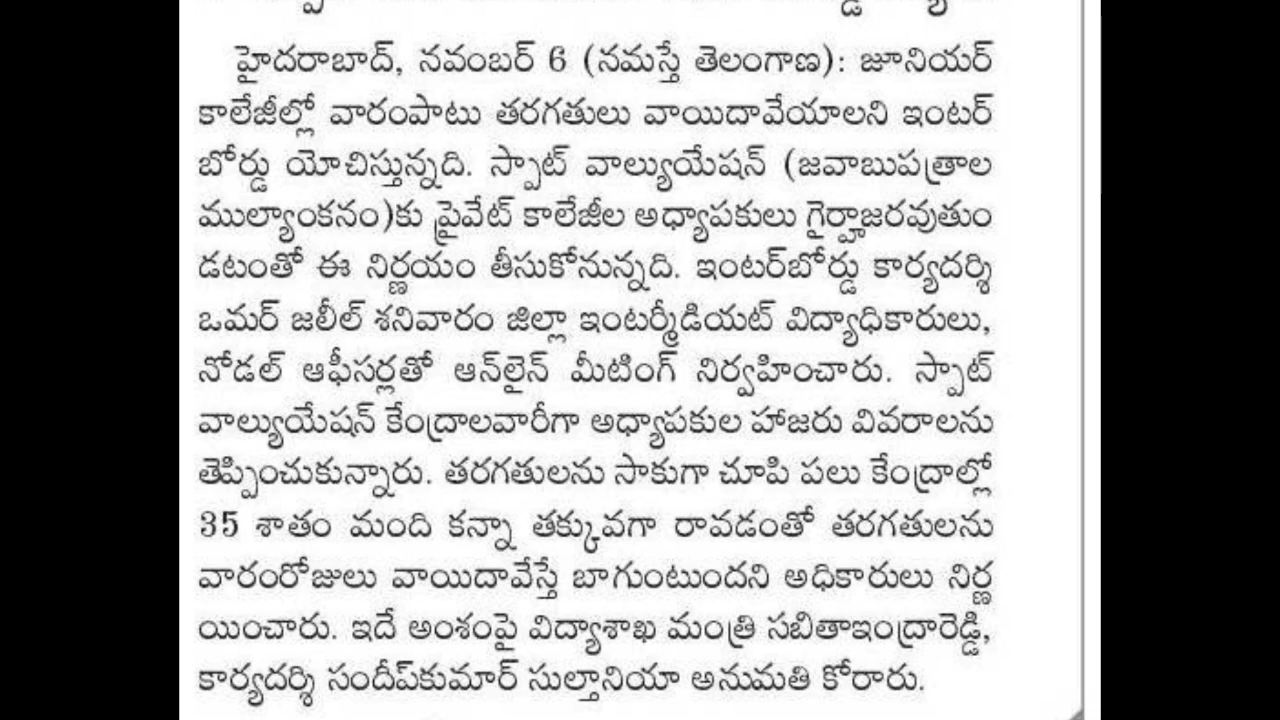 హైదరాబాద్, నవంబర్ 6 (నమస్తే తెలంగాణ): జూనియర్
కాలేజీల్లో వారంపాటు తరగతులు వాయిదావేయాలని ఇంటర్
బోర్డు యోచిస్తున్నది. స్పాట్ వాల్యుయేషన్ (జవాబుపత్రాల
ముల్యాంకనం)కు ప్రైవేట్ కాలేజీల అధ్యాపకులు గైర్హాజరవుతుం
డటంతో ఈ నిర్ణయం తీసుకోనున్నది. ఇంటర్‌బోర్డు కార్యదర్శి
ఒమర్ జలీల్ శనివారం జిల్లా ఇంటర్మీడియట్ విద్యాధికారులు,
నోడల్ ఆఫీసర్లతో ఆన్‌లైన్ మీటింగ్ నిర్వహించారు. స్పాట్
వాల్యుయేషన్ కేంద్రాలవారీగా అధ్యాపకుల హాజరు వివరాలను
తెప్పించుకున్నారు. తరగతులను సాకుగా చూపి పలు కేంద్రాల్లో
35 శాతం మంది కన్నా తక్కువగా రావడంతో తరగతులను
వారంరోజులు వాయిదావేస్తే బాగుంటుందని అధికారులు నిర్ణ
యించారు. ఇదే అంశంపై విద్యాశాఖ మంత్రి సబితాఇంద్రారెడ్డి,
కార్యదర్శి సందీప్‌కుమార్ సుల్తానియా అనుమతి కోరారు.